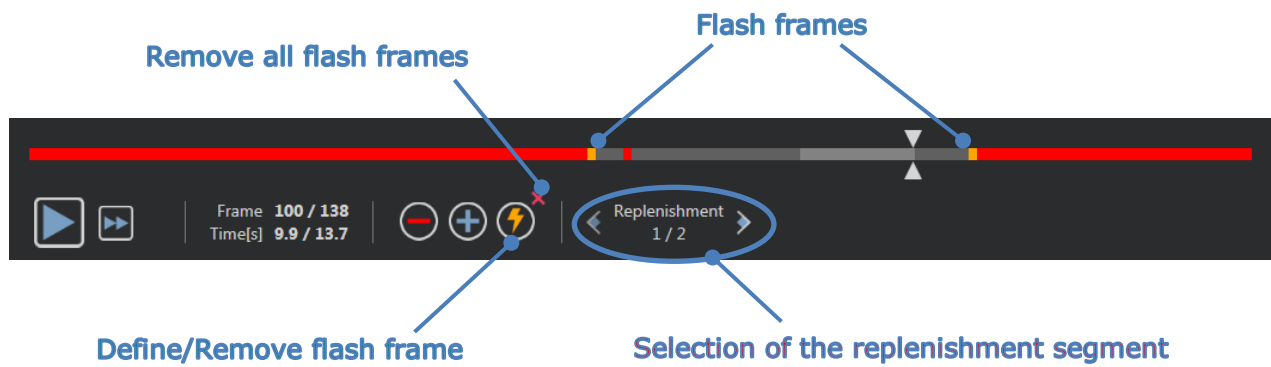 Flash frames
Remove all flash frames
Frame 100 / 138
Time[s] 9.9 / 13.7
Replenishment
1 / 2
Define/Remove flash frame
Selection of the replenishment segment